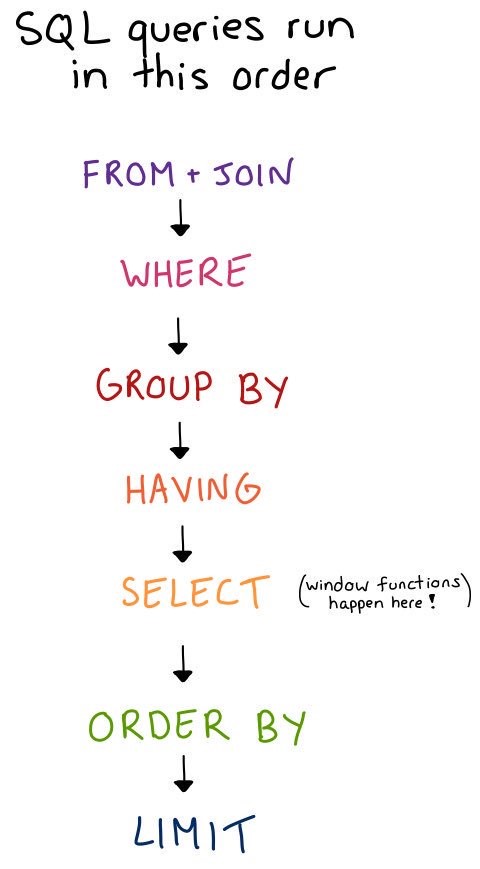 SQL queries run
in this order
FROM + JOIN
WHERE
GROUP BY
HAVING
SELECT (window functions
happen here!)
ORDER BY
LIMIT